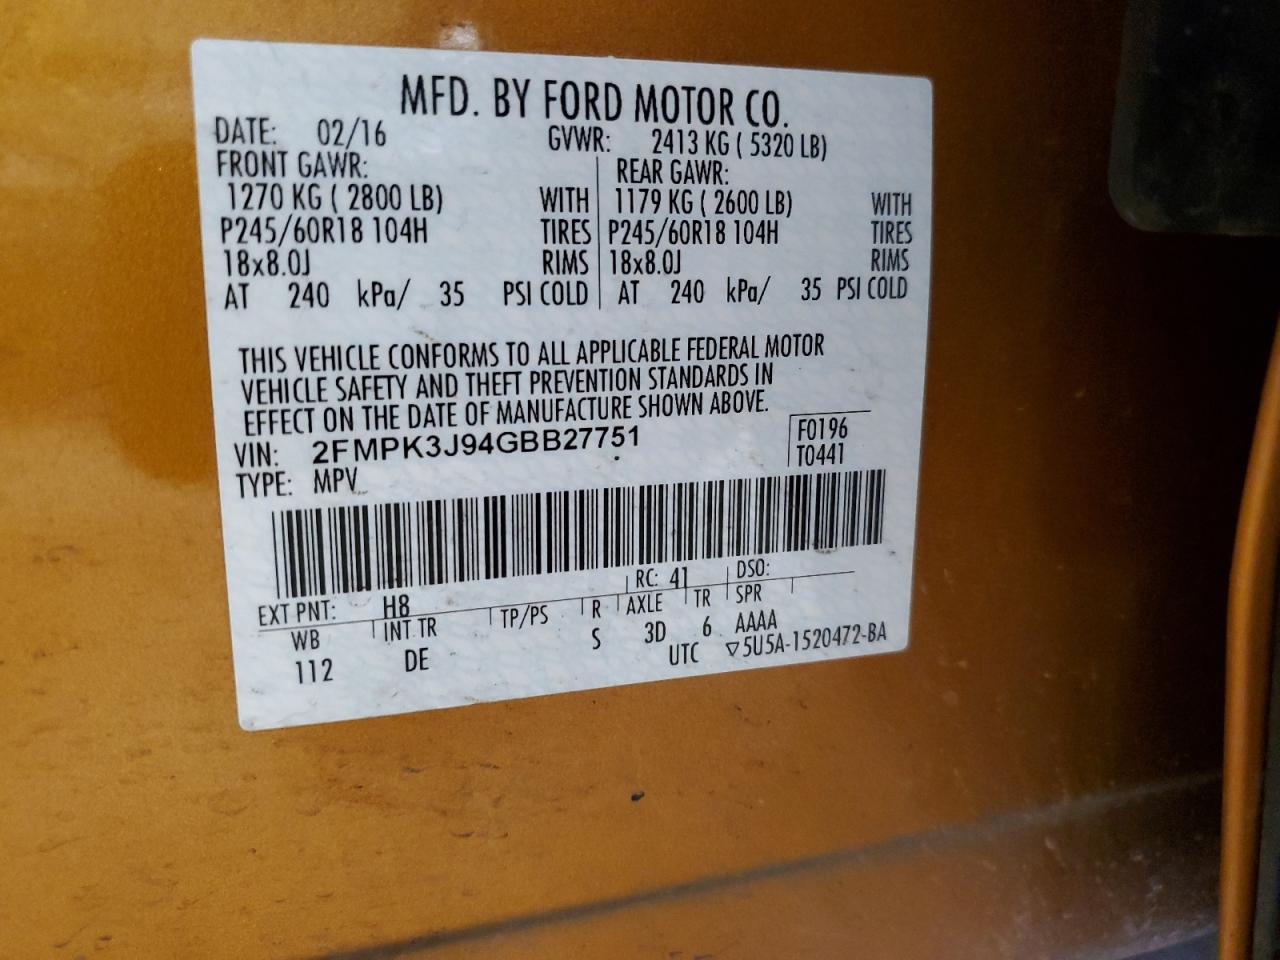 MFD. BY FORD MOTOR CO.
DATE: 02/16 GVWR: 2413 KG ( 5320 LB)
FRONT GAWR: REAR GAWR:
1270 KG ( 2800 LB) WITH 1179 KG ( 2600 LB) WITH
P245/60R18 104H TIRES P245/60R18 104H TIRES
18x8.0J RIMS 18x8.0J RIMS
AT 240 kPa/ 35 PSI COLD AT 240 kPa/ 35 PSI COLD
THIS VEHICLE CONFORMS TO ALL APPLICABLE FEDERAL MOTOR
VEHICLE SAFETY AND THEFT PREVENTION STANDARDS IN
EFFECT ON THE DATE OF MANUFACTURE SHOWN ABOVE.
VIN: 2FMPK3J94GBB27751 F0196
TYPE: MPV T0441
EXT PNT: H8 RC: 41 DSO:
WB INT TR TP/PS R AXLE TR SPR
112 DE S 3D 6 AAAA
UTC ▽5U5A-1520472-BA